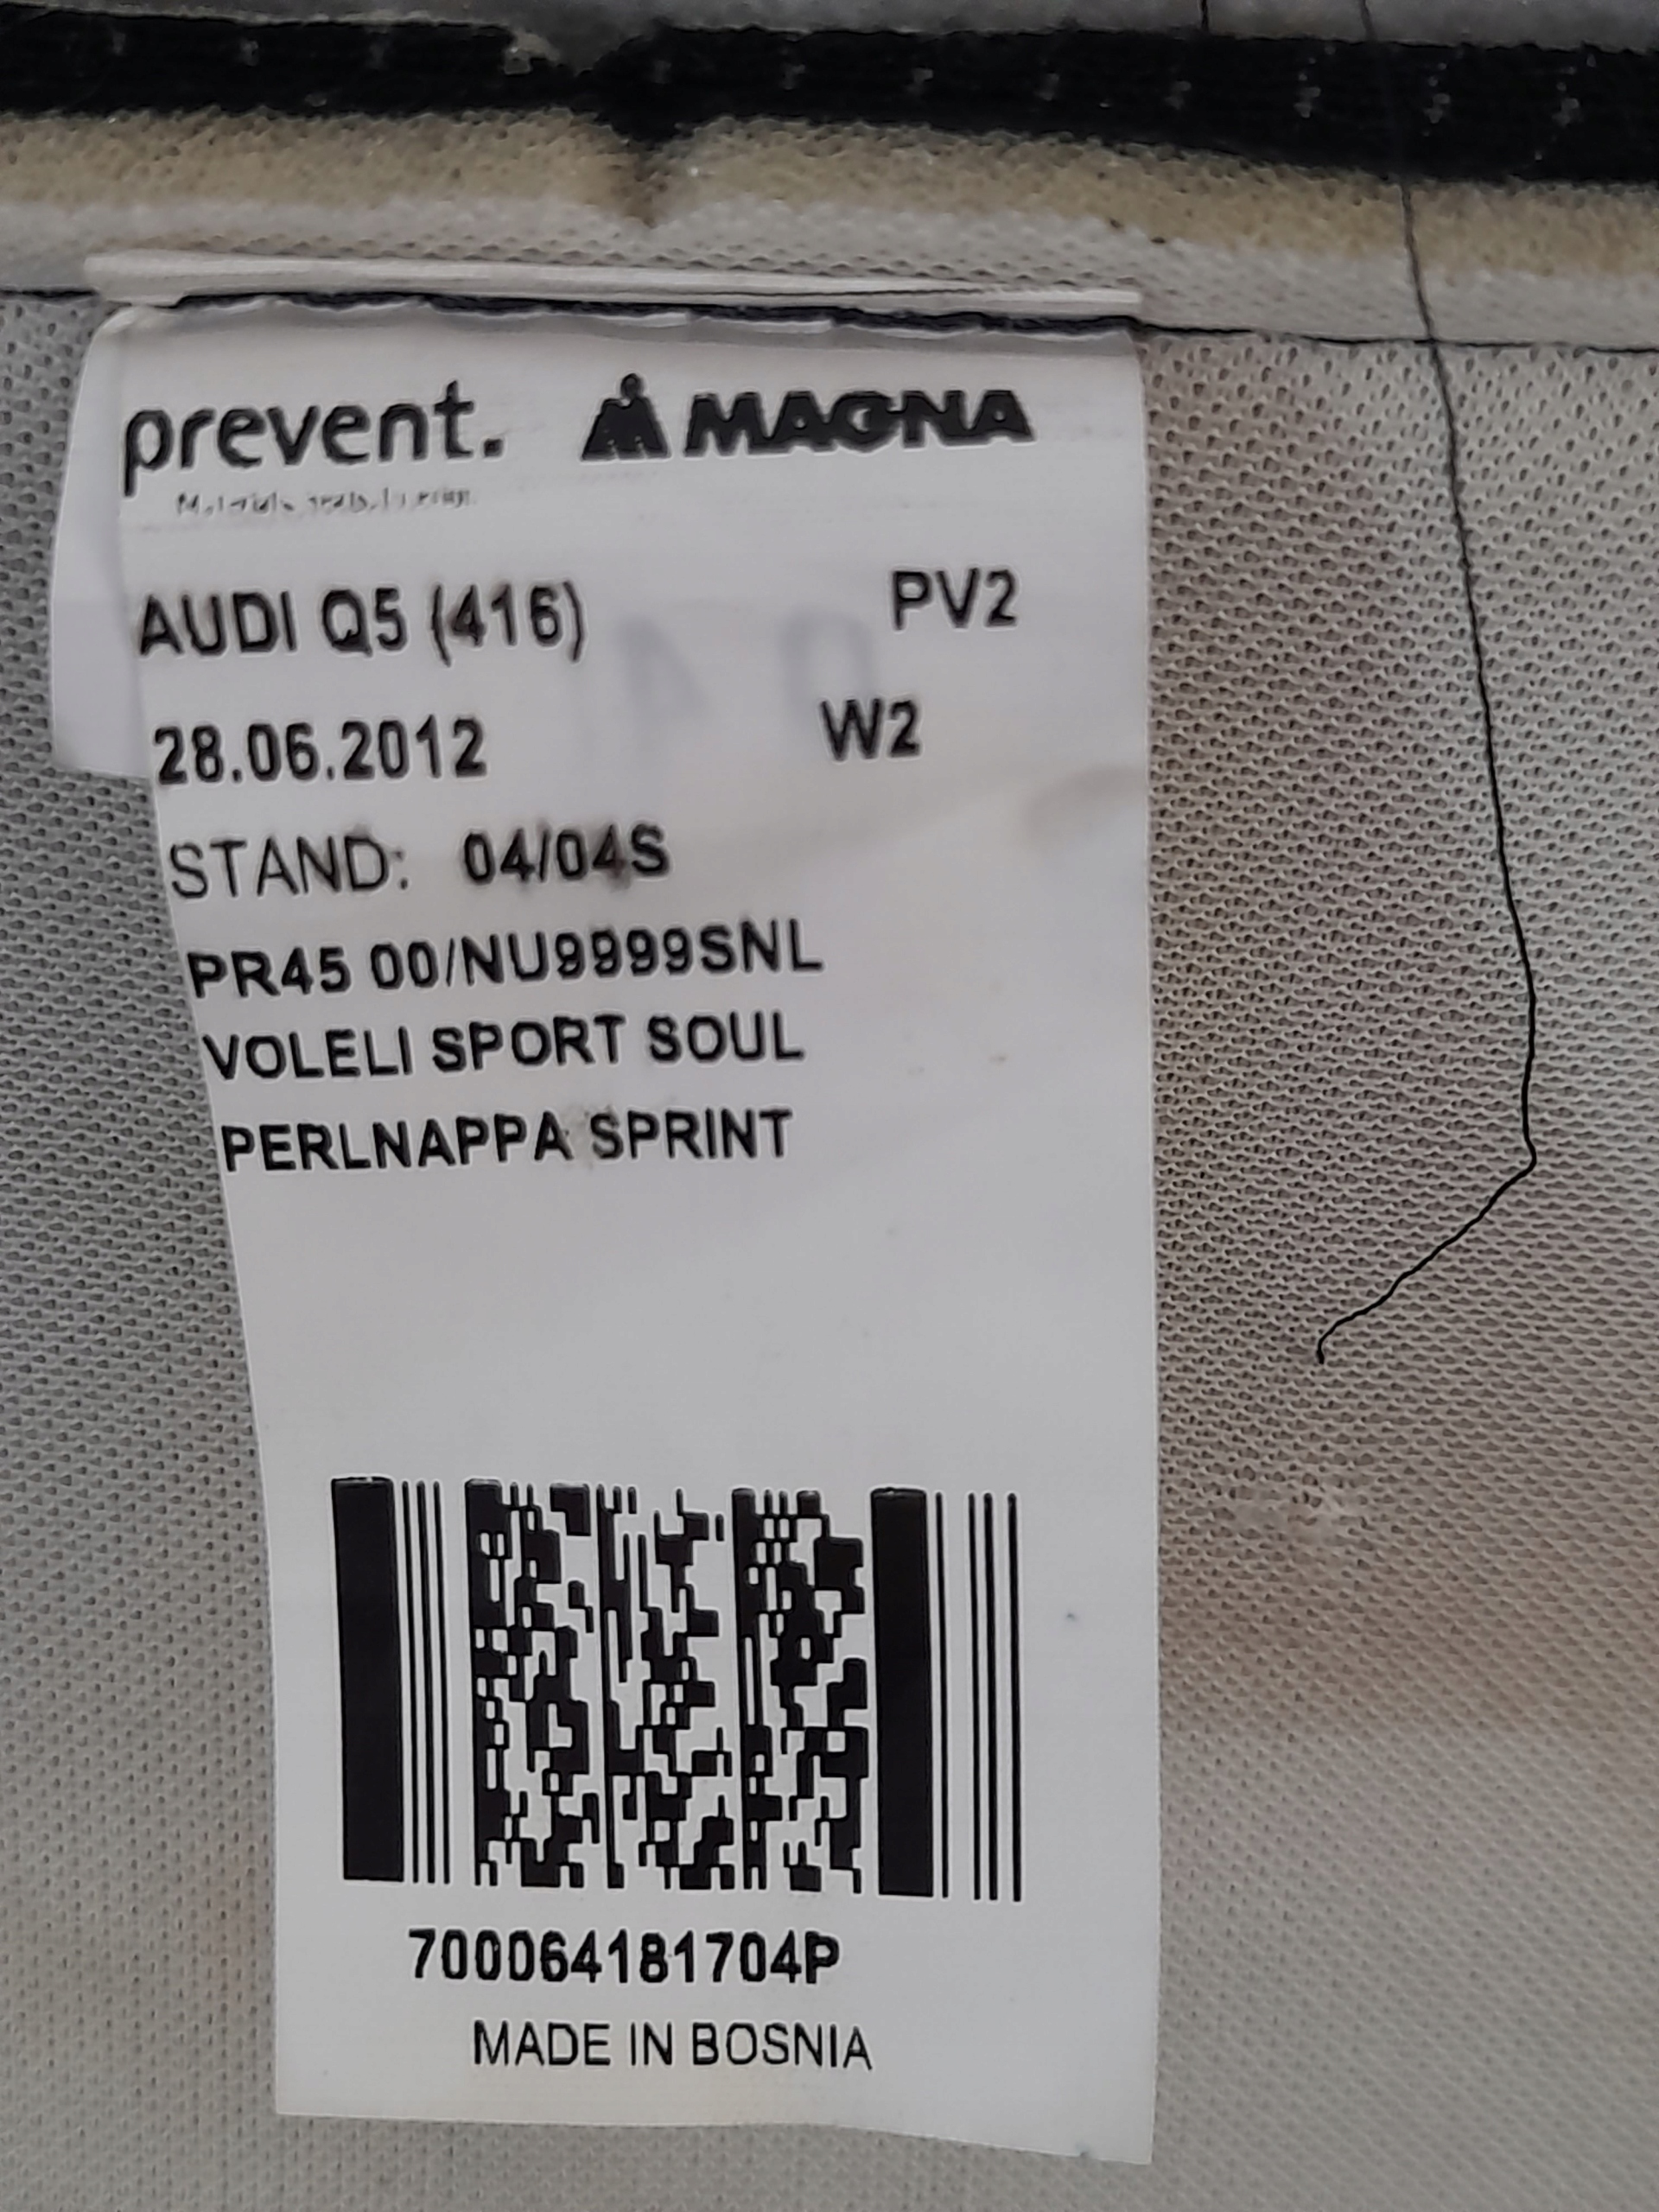 prevent. MAGNA
AUDI Q5 (416) PV2
28.06.2012 W2
STAND: 04/04S
PR45 00/NU9999SNL
VOLELI SPORT SOUL
PERLNAPPA SPRINT
700064181704P
MADE IN BOSNIA